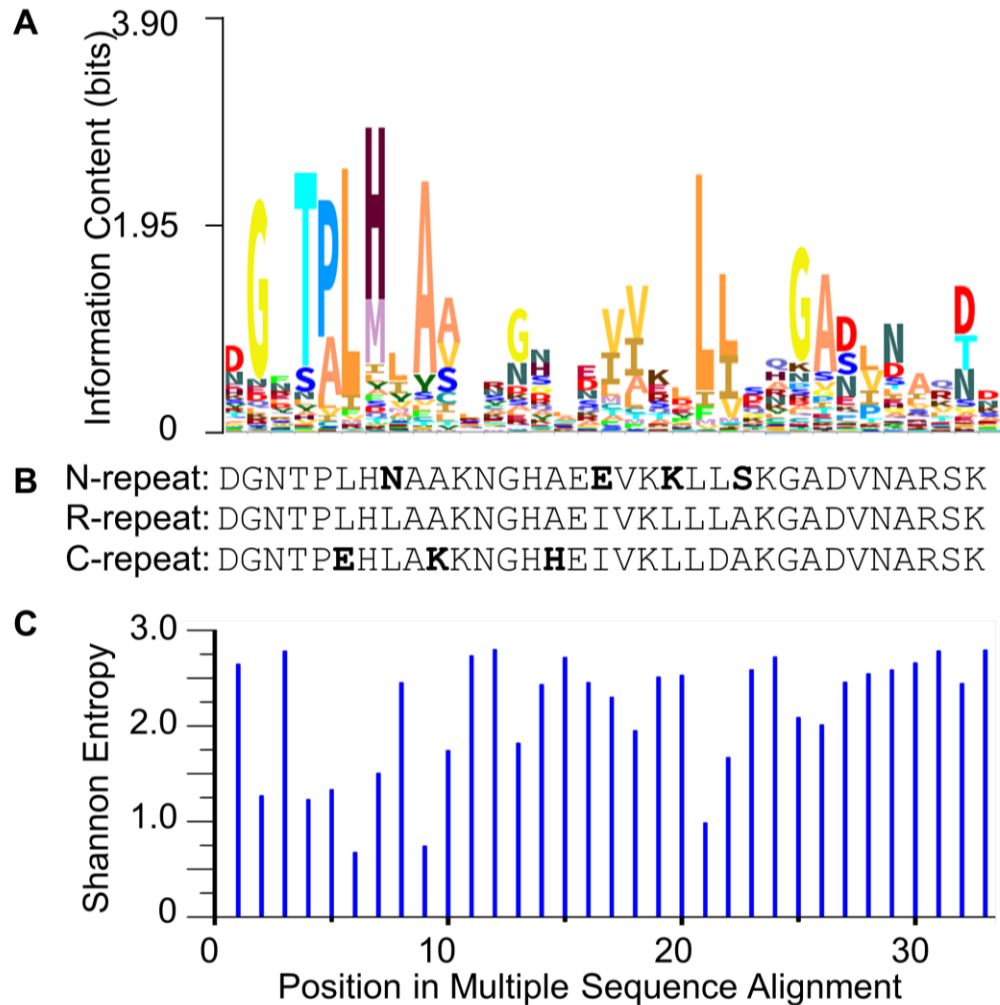 A
3.90
Information Content (bits)
1.95
0
D G T P L H A A G N V V K L L G A D L N D
B
N-repeat: DGNTPLHNAAKNGHAEEVKKLLSKGADVNARSK
R-repeat: DGNTPLHLAAKNGHAEIVKLLLAKGADVNARSK
C-repeat: DGNTPEHLAKKNGHHEIVKLLDAKGADVNARSK
C
3.0
2.0
1.0
0
Shannon Entropy
0 10 20 30
Position in Multiple Sequence Alignment